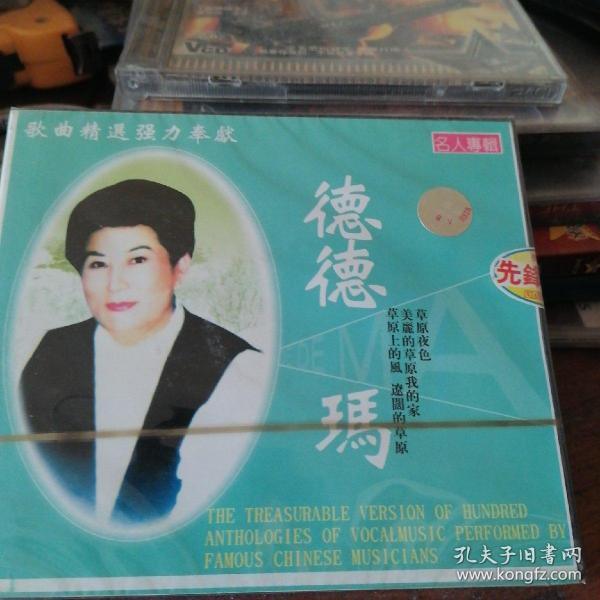 歌曲精選强力奉獻
名人專輯
德德瑪
先鋒
草原夜色
美麗的草原我的家
草原上的風 遼闊的草原
DE MA
THE TREASURABLE VERSION OF HUNDRED
ANTHOLOGIES OF VOCALMUSIC PERFORMED BY
FAMOUS CHINESE MUSICIANS
孔夫子旧书网
www.kongfz.com